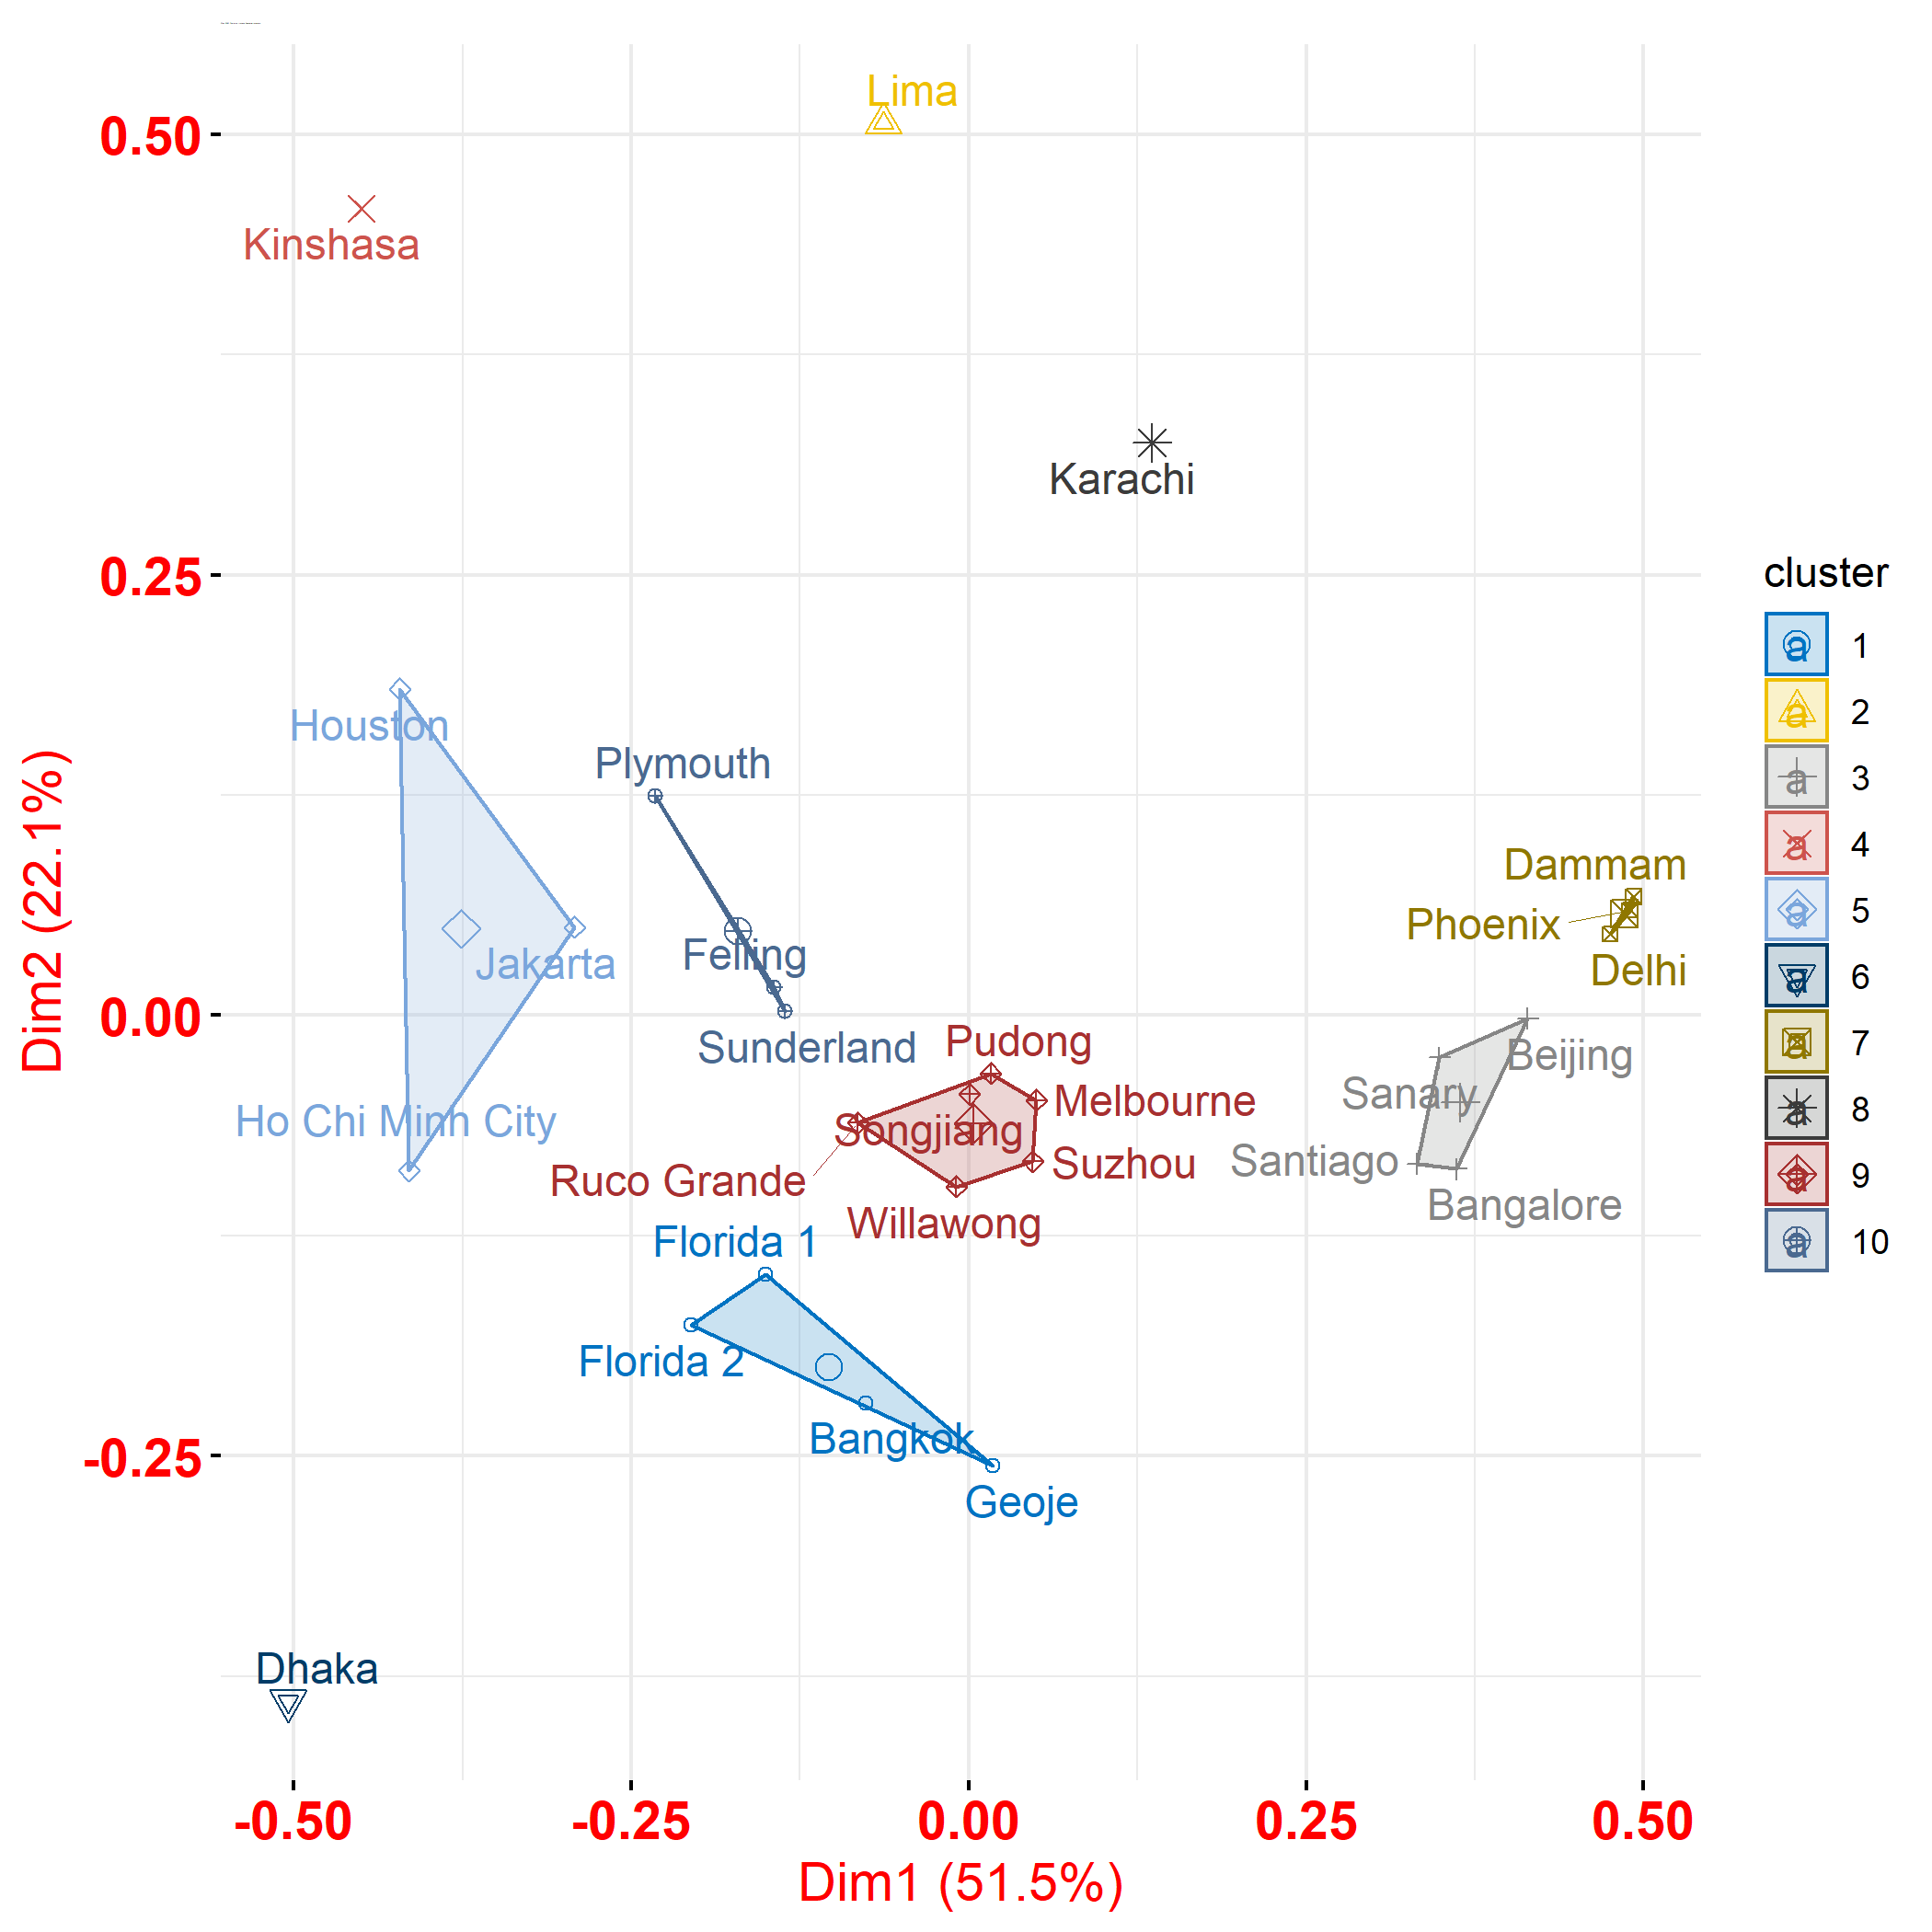 Lima
0.50
Kinshasa
Karachi
0.25
cluster
a 1
a 2
a 3
a 4
a 5
a 6
a 7
a 8
a 9
a 10
Houston
Plymouth
Dammam
Phoenix
Felling
Jakarta
Delhi
0.00
Sunderland
Pudong
Beijing
Sanary
Melbourne
Ho Chi Minh City
Songjiang
Santiago
Suzhou
Ruco Grande
Bangalore
Willawong
Florida 1
Florida 2
Bangkok
-0.25
Geoje
Dhaka
Dim2 (22.1%)
-0.50 -0.25 0.00 0.25 0.50
Dim1 (51.5%)